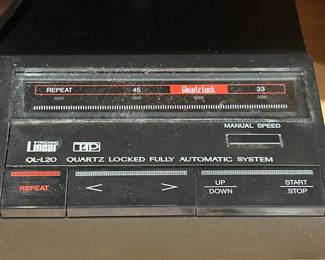 REPEAT 45 Quartz Lock 33
MANUAL SPEED
TRACKING
Linear T4P
QL-L20 QUARTZ LOCKED FULLY AUTOMATIC SYSTEM
REPEAT < > UP DOWN START STOP